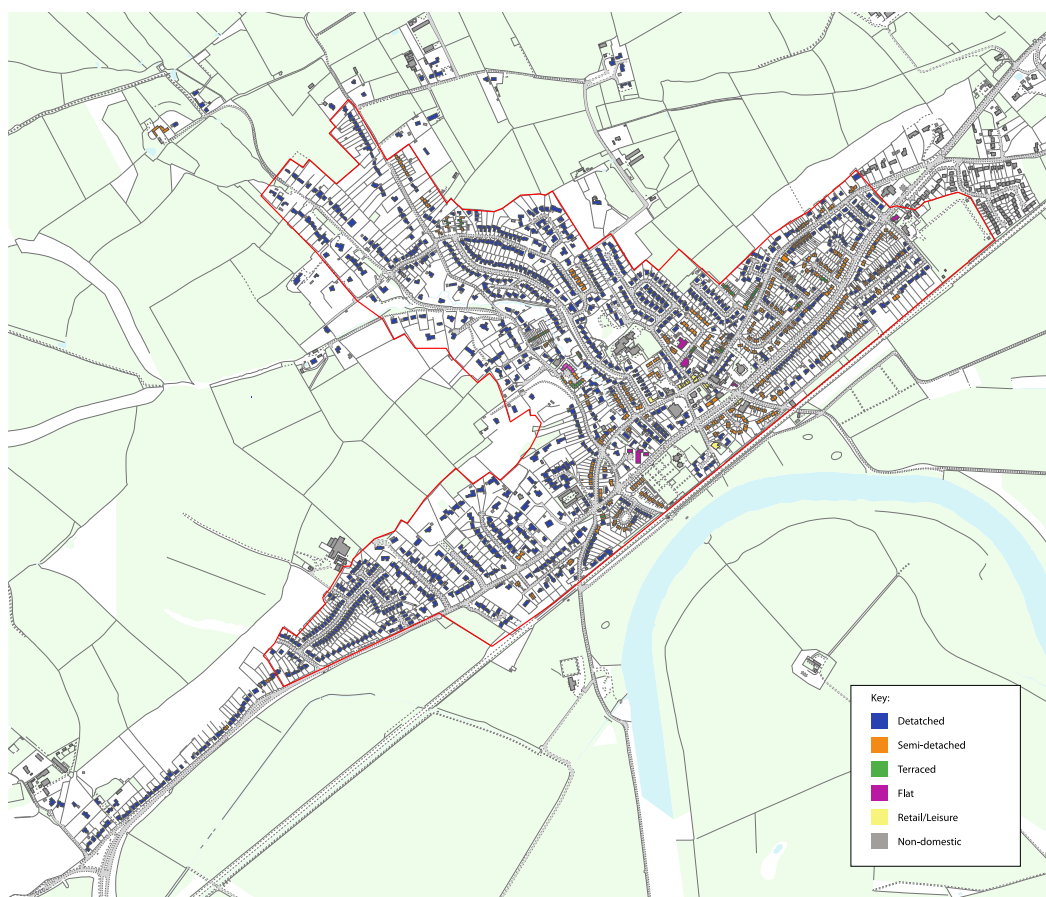 Key:
Detatched
Semi-detached
Terraced
Flat
Retail/Leisure
Non-domestic